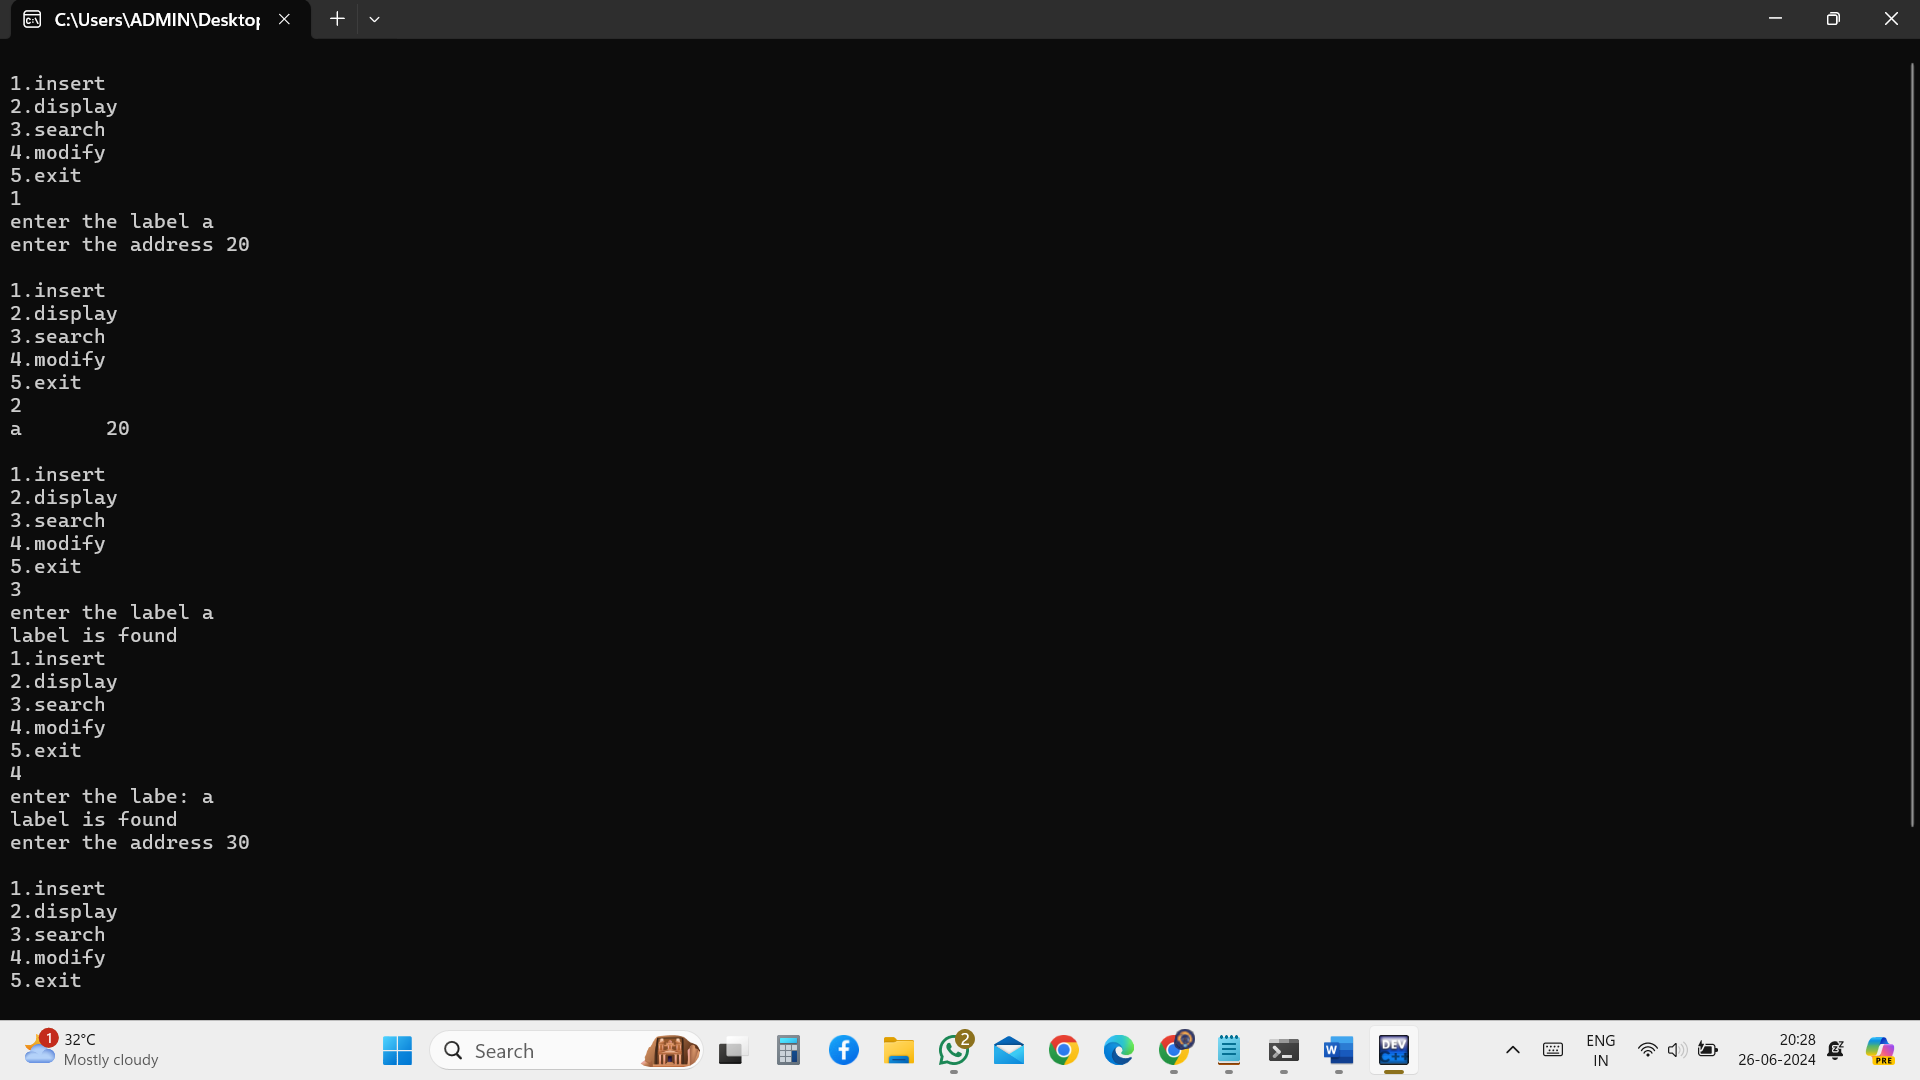 C:\Users\ADMIN\Desktop
1.insert
2.display
3.search
4.modify
5.exit
1
enter the label a
enter the address 20
1.insert
2.display
3.search
4.modify
5.exit
2
a 20
1.insert
2.display
3.search
4.modify
5.exit
3
enter the label a
label is found
1.insert
2.display
3.search
4.modify
5.exit
4
enter the labe: a
label is found
enter the address 30
1.insert
2.display
3.search
4.modify
5.exit
1
32°C
Mostly cloudy
Search
2
W
DEV
C++
ENG
IN
20:28
26-06-2024
PRE